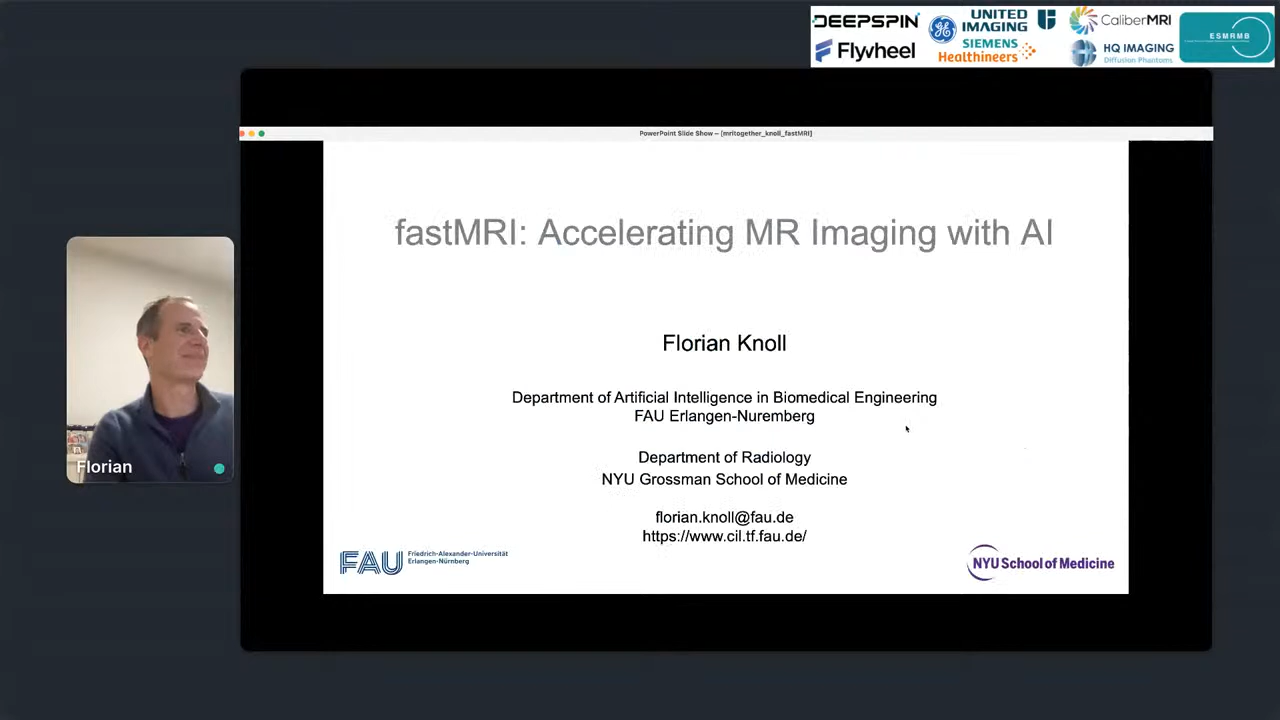 DEEPSPIN
UNITED
IMAGING
CaliberMRI
ESMRMB
Flywheel
SIEMENS
Healthineers
HQ IMAGING
Diffusion Phantoms
PowerPoint Slide Show – [mritogether_knoll_fastMRI]
fastMRI: Accelerating MR Imaging with AI
Florian Knoll
Department of Artificial Intelligence in Biomedical Engineering
FAU Erlangen-Nuremberg
Department of Radiology
NYU Grossman School of Medicine
florian.knoll@fau.de
https://www.cil.tf.fau.de/
Florian
FAU
Friedrich-Alexander-Universität
Erlangen-Nürnberg
NYU School of Medicine